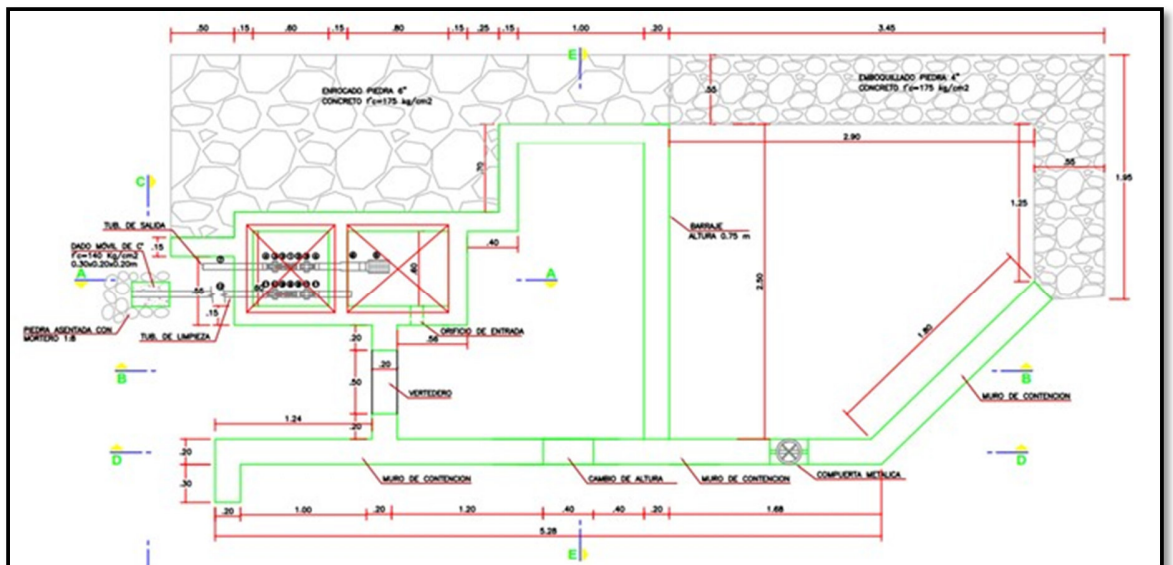 .50 .15 .80 .15 .80 .15 .25 .15 1.00 .20 3.45
E
ENROCADO PIEDRA 6"
CONCRETO f'c=175 kg/cm2
.55
EMBOQUILLADO PIEDRA 4"
CONCRETO f'c=175 kg/cm2
2.90
.70
.55
1.95
C
1.25
TUB. DE SALIDA
BARRAJE
ALTURA 0.75 m
DADO MÓVIL DE C°
f'c=140 Kg/cm2
0.30x0.20x0.20m
.15
.40
.60
A
A
2.50
.55
.15
PIEDRA ASENTADA CON
MORTERO 1:8
TUB. DE LIMPIEZA
ORIFICIO DE ENTRADA
.20
.56
1.80
B
.20
B
.50
VERTEDERO
MURO DE CONTENCION
1.24
.20
D
.20
D
MURO DE CONTENCION
CAMBIO DE ALTURA
MURO DE CONTENCION
COMPUERTA METALICA
.30
.20 1.00 .20 1.20 .40 .40 .20 1.68
5.28
E